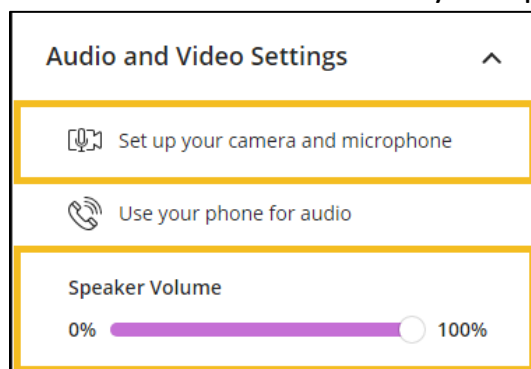 Audio and Video Settings
Set up your camera and microphone
Use your phone for audio
Speaker Volume
0% 100%